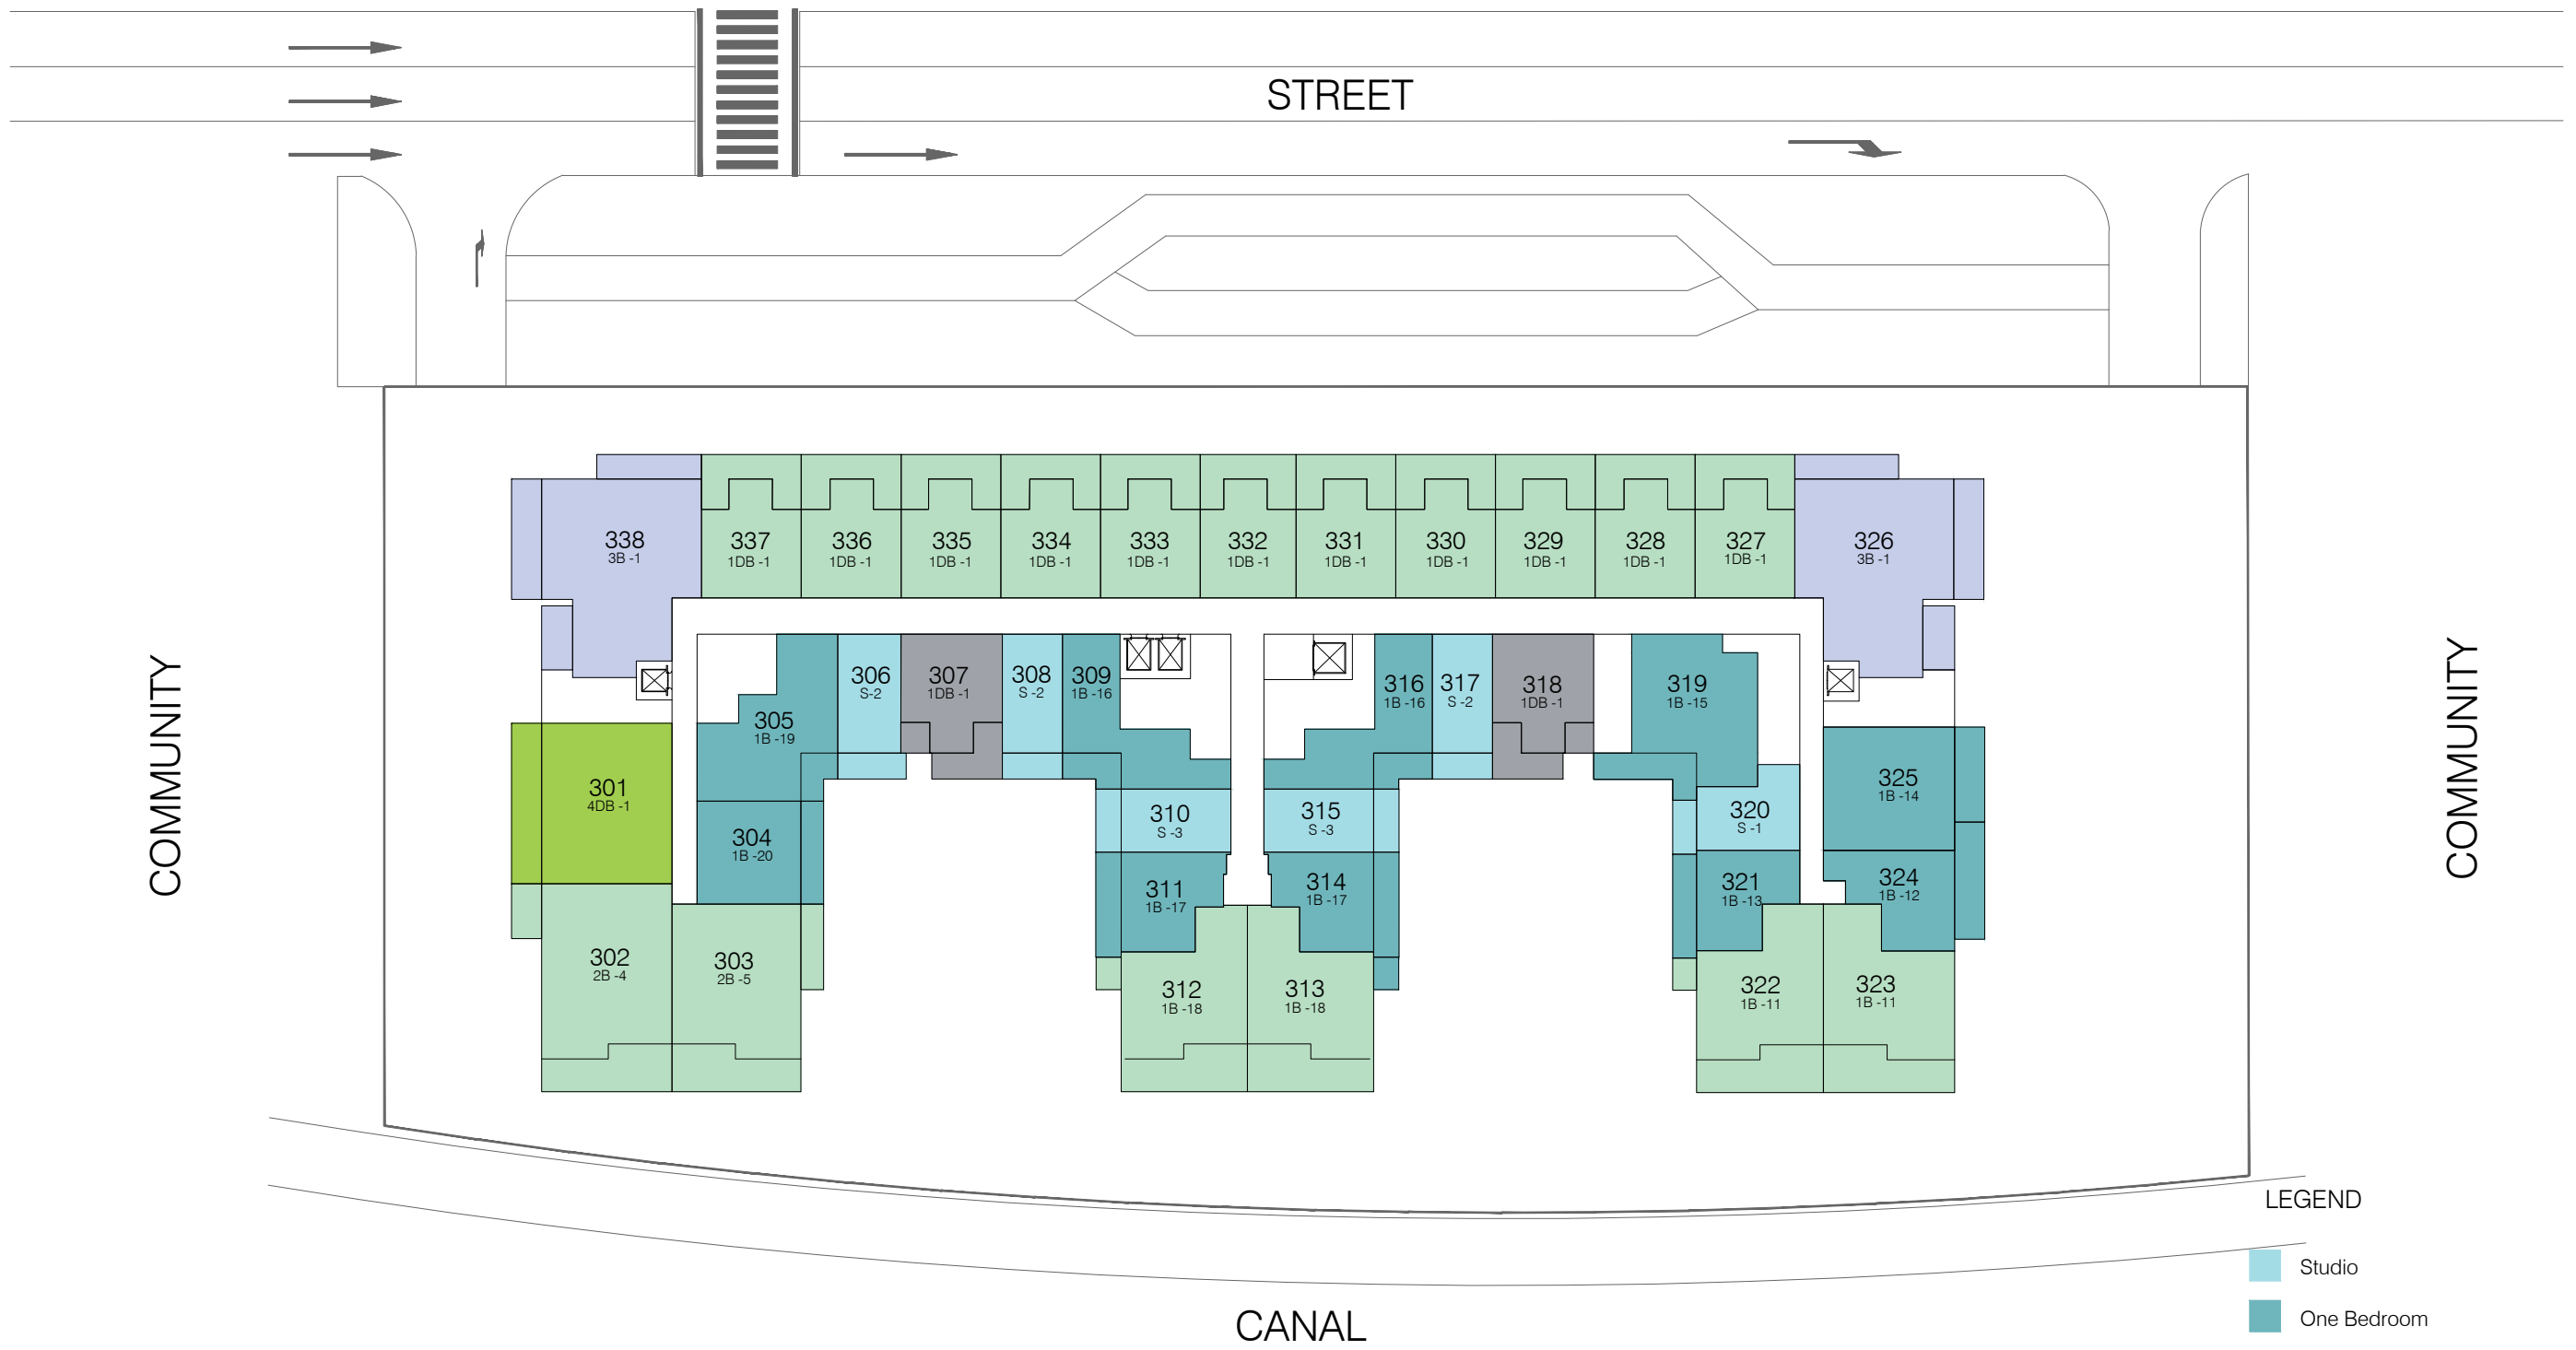 STREET
338
3B -1
337
1DB -1
336
1DB -1
335
1DB -1
334
1DB -1
333
1DB -1
332
1DB -1
331
1DB -1
330
1DB -1
329
1DB -1
328
1DB -1
327
1DB -1
326
3B -1
COMMUNITY
COMMUNITY
305
1B -19
306
S-2
307
1DB -1
308
S -2
309
1B -16
316
1B -16
317
S -2
318
1DB -1
319
1B -15
301
4DB -1
304
1B -20
310
S -3
315
S -3
320
S -1
325
1B -14
311
1B -17
314
1B -17
321
1B -13
324
1B -12
302
2B -4
303
2B -5
312
1B -18
313
1B -18
322
1B -11
323
1B -11
LEGEND
Studio
One Bedroom
CANAL